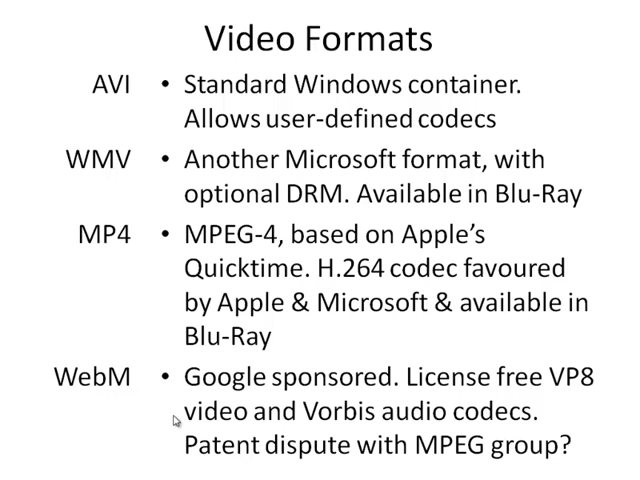 Video Formats
AVI • Standard Windows container.
Allows user-defined codecs
WMV • Another Microsoft format, with
optional DRM. Available in Blu-Ray
MP4 • MPEG-4, based on Apple's
Quicktime. H.264 codec favoured
by Apple & Microsoft & available in
Blu-Ray
WebM • Google sponsored. License free VP8
video and Vorbis audio codecs.
Patent dispute with MPEG group?